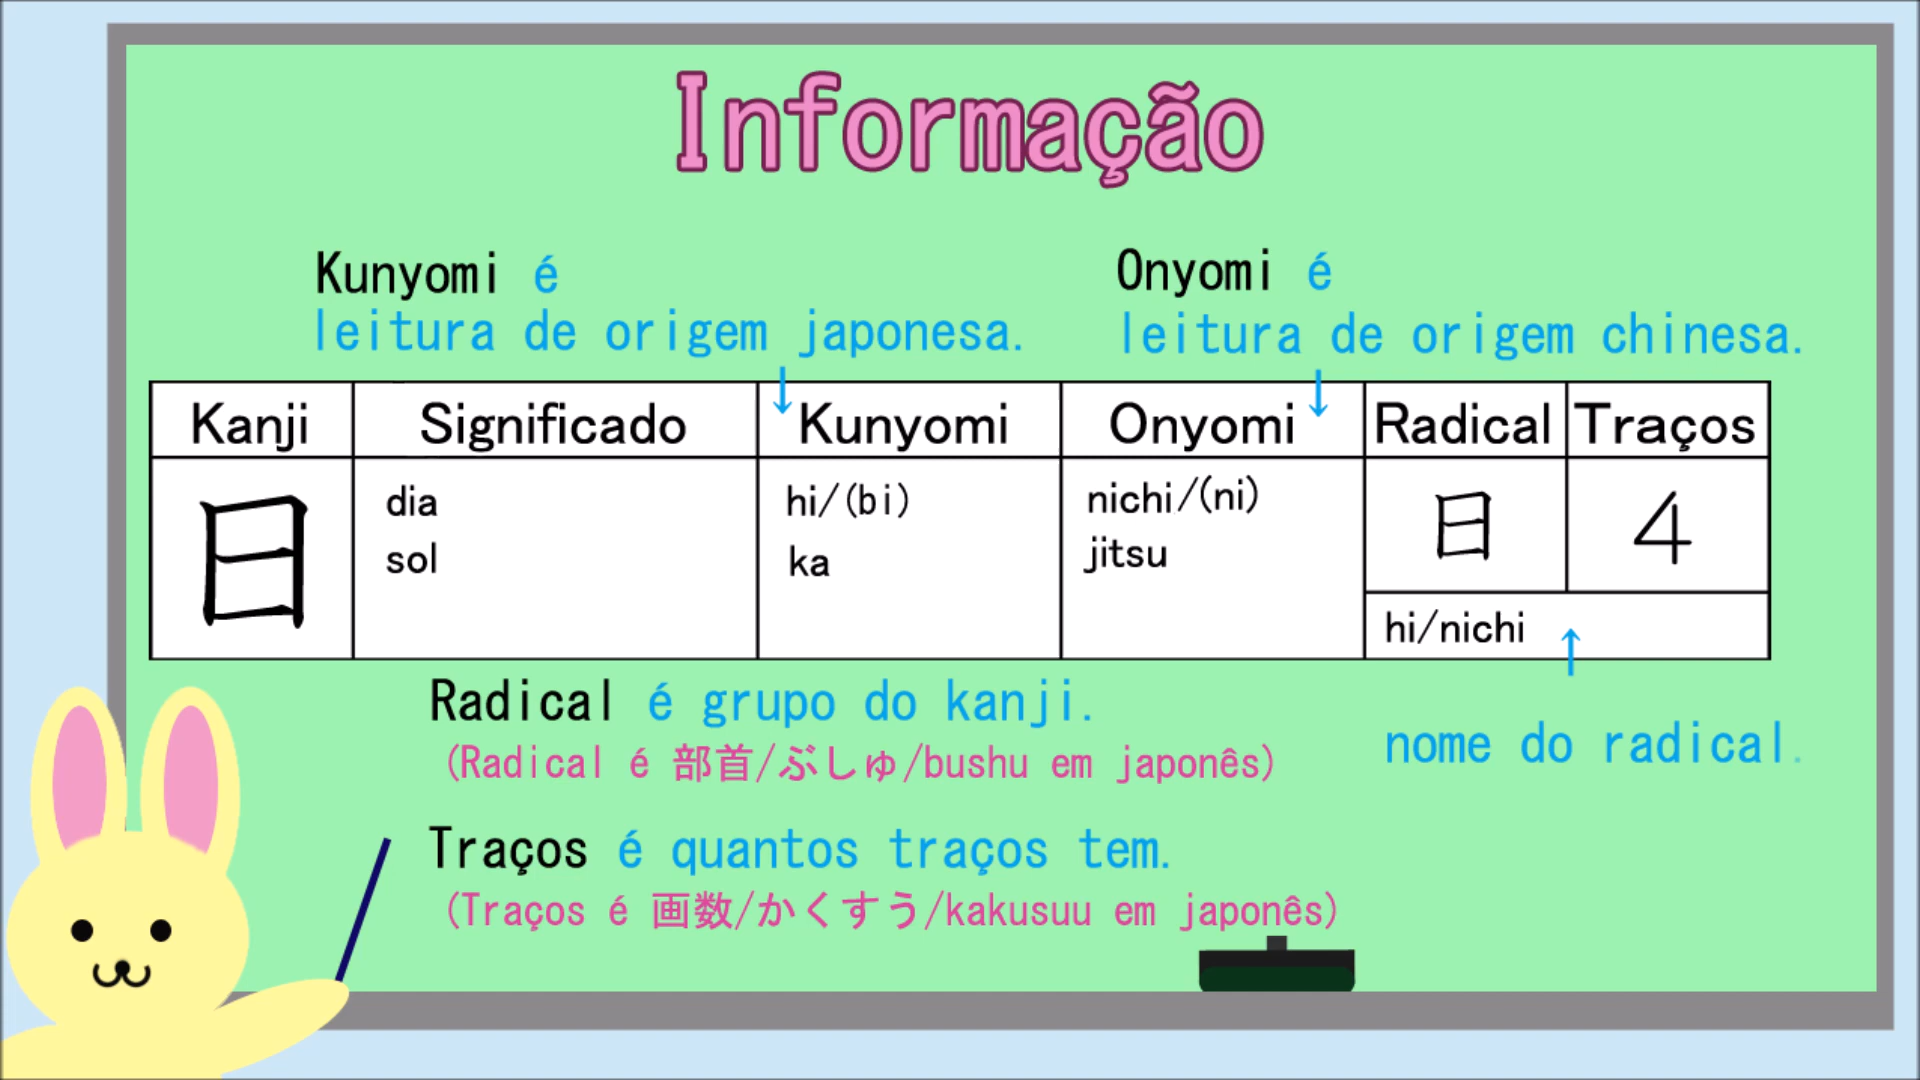 Informação
Kunyomi é
leitura de origem japonesa.
Onyomi é
leitura de origem chinesa.
Kanji Significado Kunyomi Onyomi Radical Traços
日 dia hi/(bi) nichi/(ni) 日 4
sol ka jitsu
hi/nichi
Radical é grupo do kanji.
(Radical é 部首/ぶしゅ/bushu em japonês)
nome do radical.
Traços é quantos traços tem.
(Traços é 画数/かくすう/kakusuu em japonês)